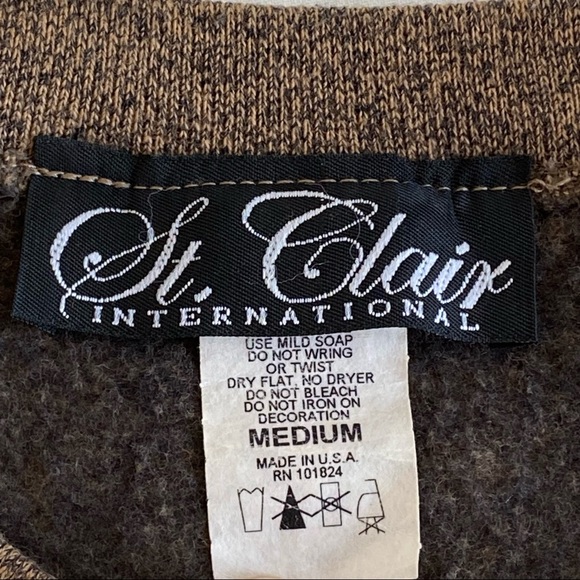 St. Clair
INTERNATIONAL
USE MILD SOAP
DO NOT WRING
OR TWIST
DRY FLAT, NO DRYER
DO NOT BLEACH
DO NOT IRON ON
DECORATION
MEDIUM
MADE IN U.S.A.
RN 101824